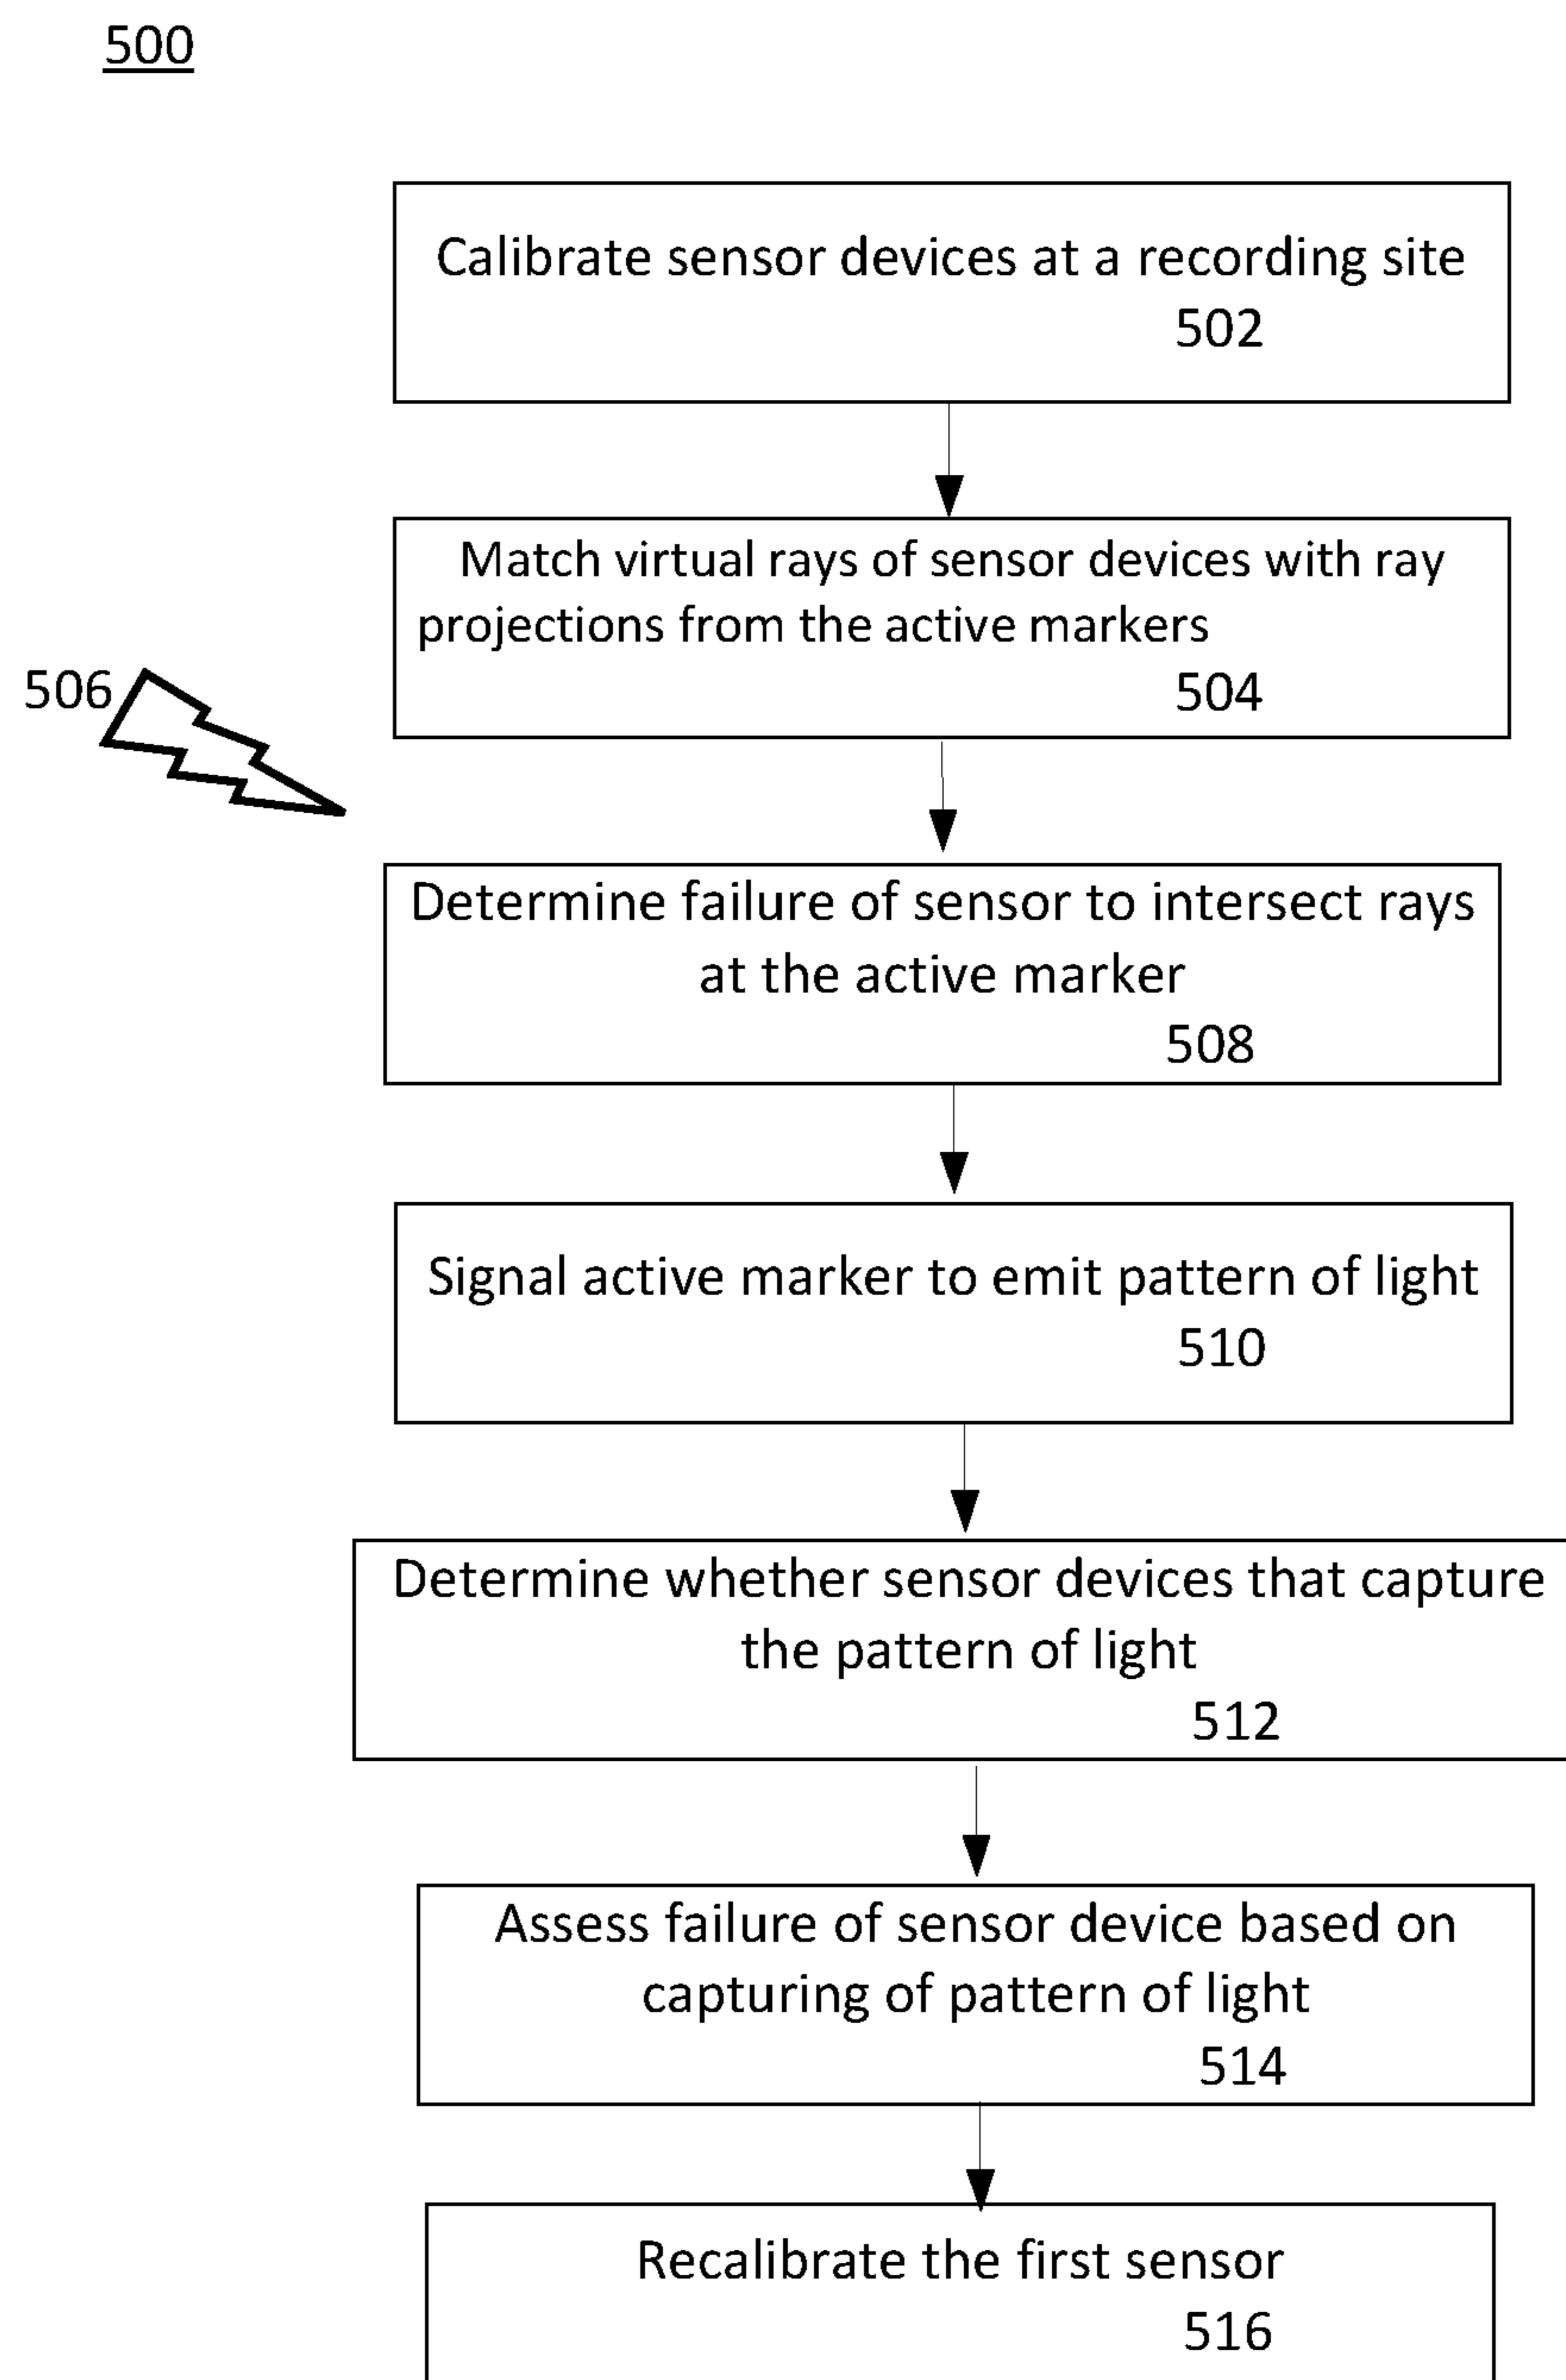 500
Calibrate sensor devices at a recording site
502
Match virtual rays of sensor devices with ray
projections from the active markers
504
506
Determine failure of sensor to intersect rays
at the active marker
508
Signal active marker to emit pattern of light
510
Determine whether sensor devices that capture
the pattern of light
512
Assess failure of sensor device based on
capturing of pattern of light
514
Recalibrate the first sensor
516